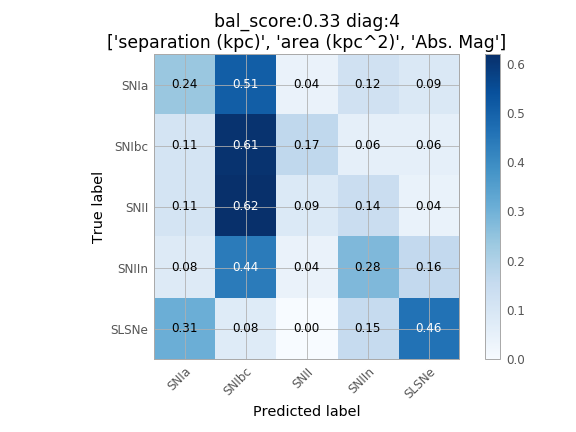 bal_score:0.33 diag:4
['separation (kpc)', 'area (kpc^2)', 'Abs. Mag']
SNIa 0.24 0.51 0.04 0.12 0.09
SNIbc 0.11 0.61 0.17 0.06 0.06
SNII 0.11 0.62 0.09 0.14 0.04
SNIIn 0.08 0.44 0.04 0.28 0.16
SLSNe 0.31 0.08 0.00 0.15 0.46
SNIa SNIbc SNII SNIIn SLSNe
Predicted label
True label
0.6
0.5
0.4
0.3
0.2
0.1
0.0